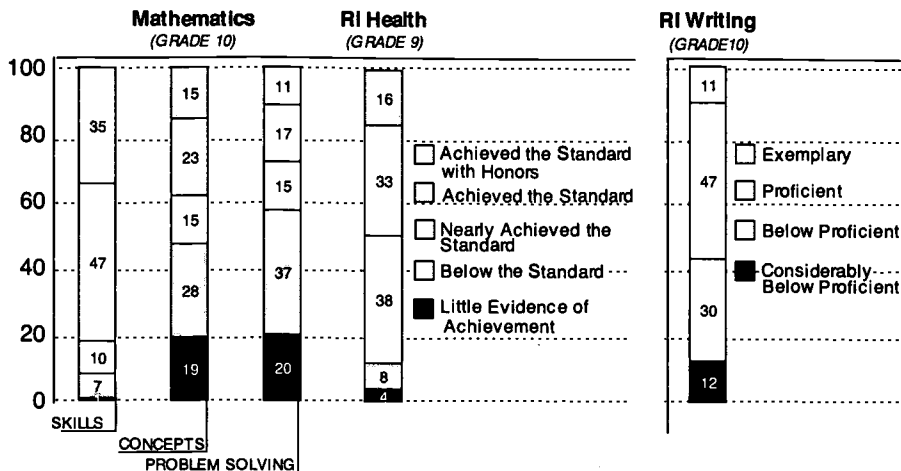 Mathematics
(GRADE 10)
RI Health
(GRADE 9)
RI Writing
(GRADE10)
100
80
60
40
20
0
35
47
10
7
15
23
15
28
19
11
17
15
37
20
16
33
38
8
4
Achieved the Standard
with Honors
Achieved the Standard
Nearly Achieved the
Standard
Below the Standard
Little Evidence of
Achievement
11
47
30
12
Exemplary
Proficient
Below Proficient
Considerably
Below Proficient
SKILLS
CONCEPTS
PROBLEM SOLVING